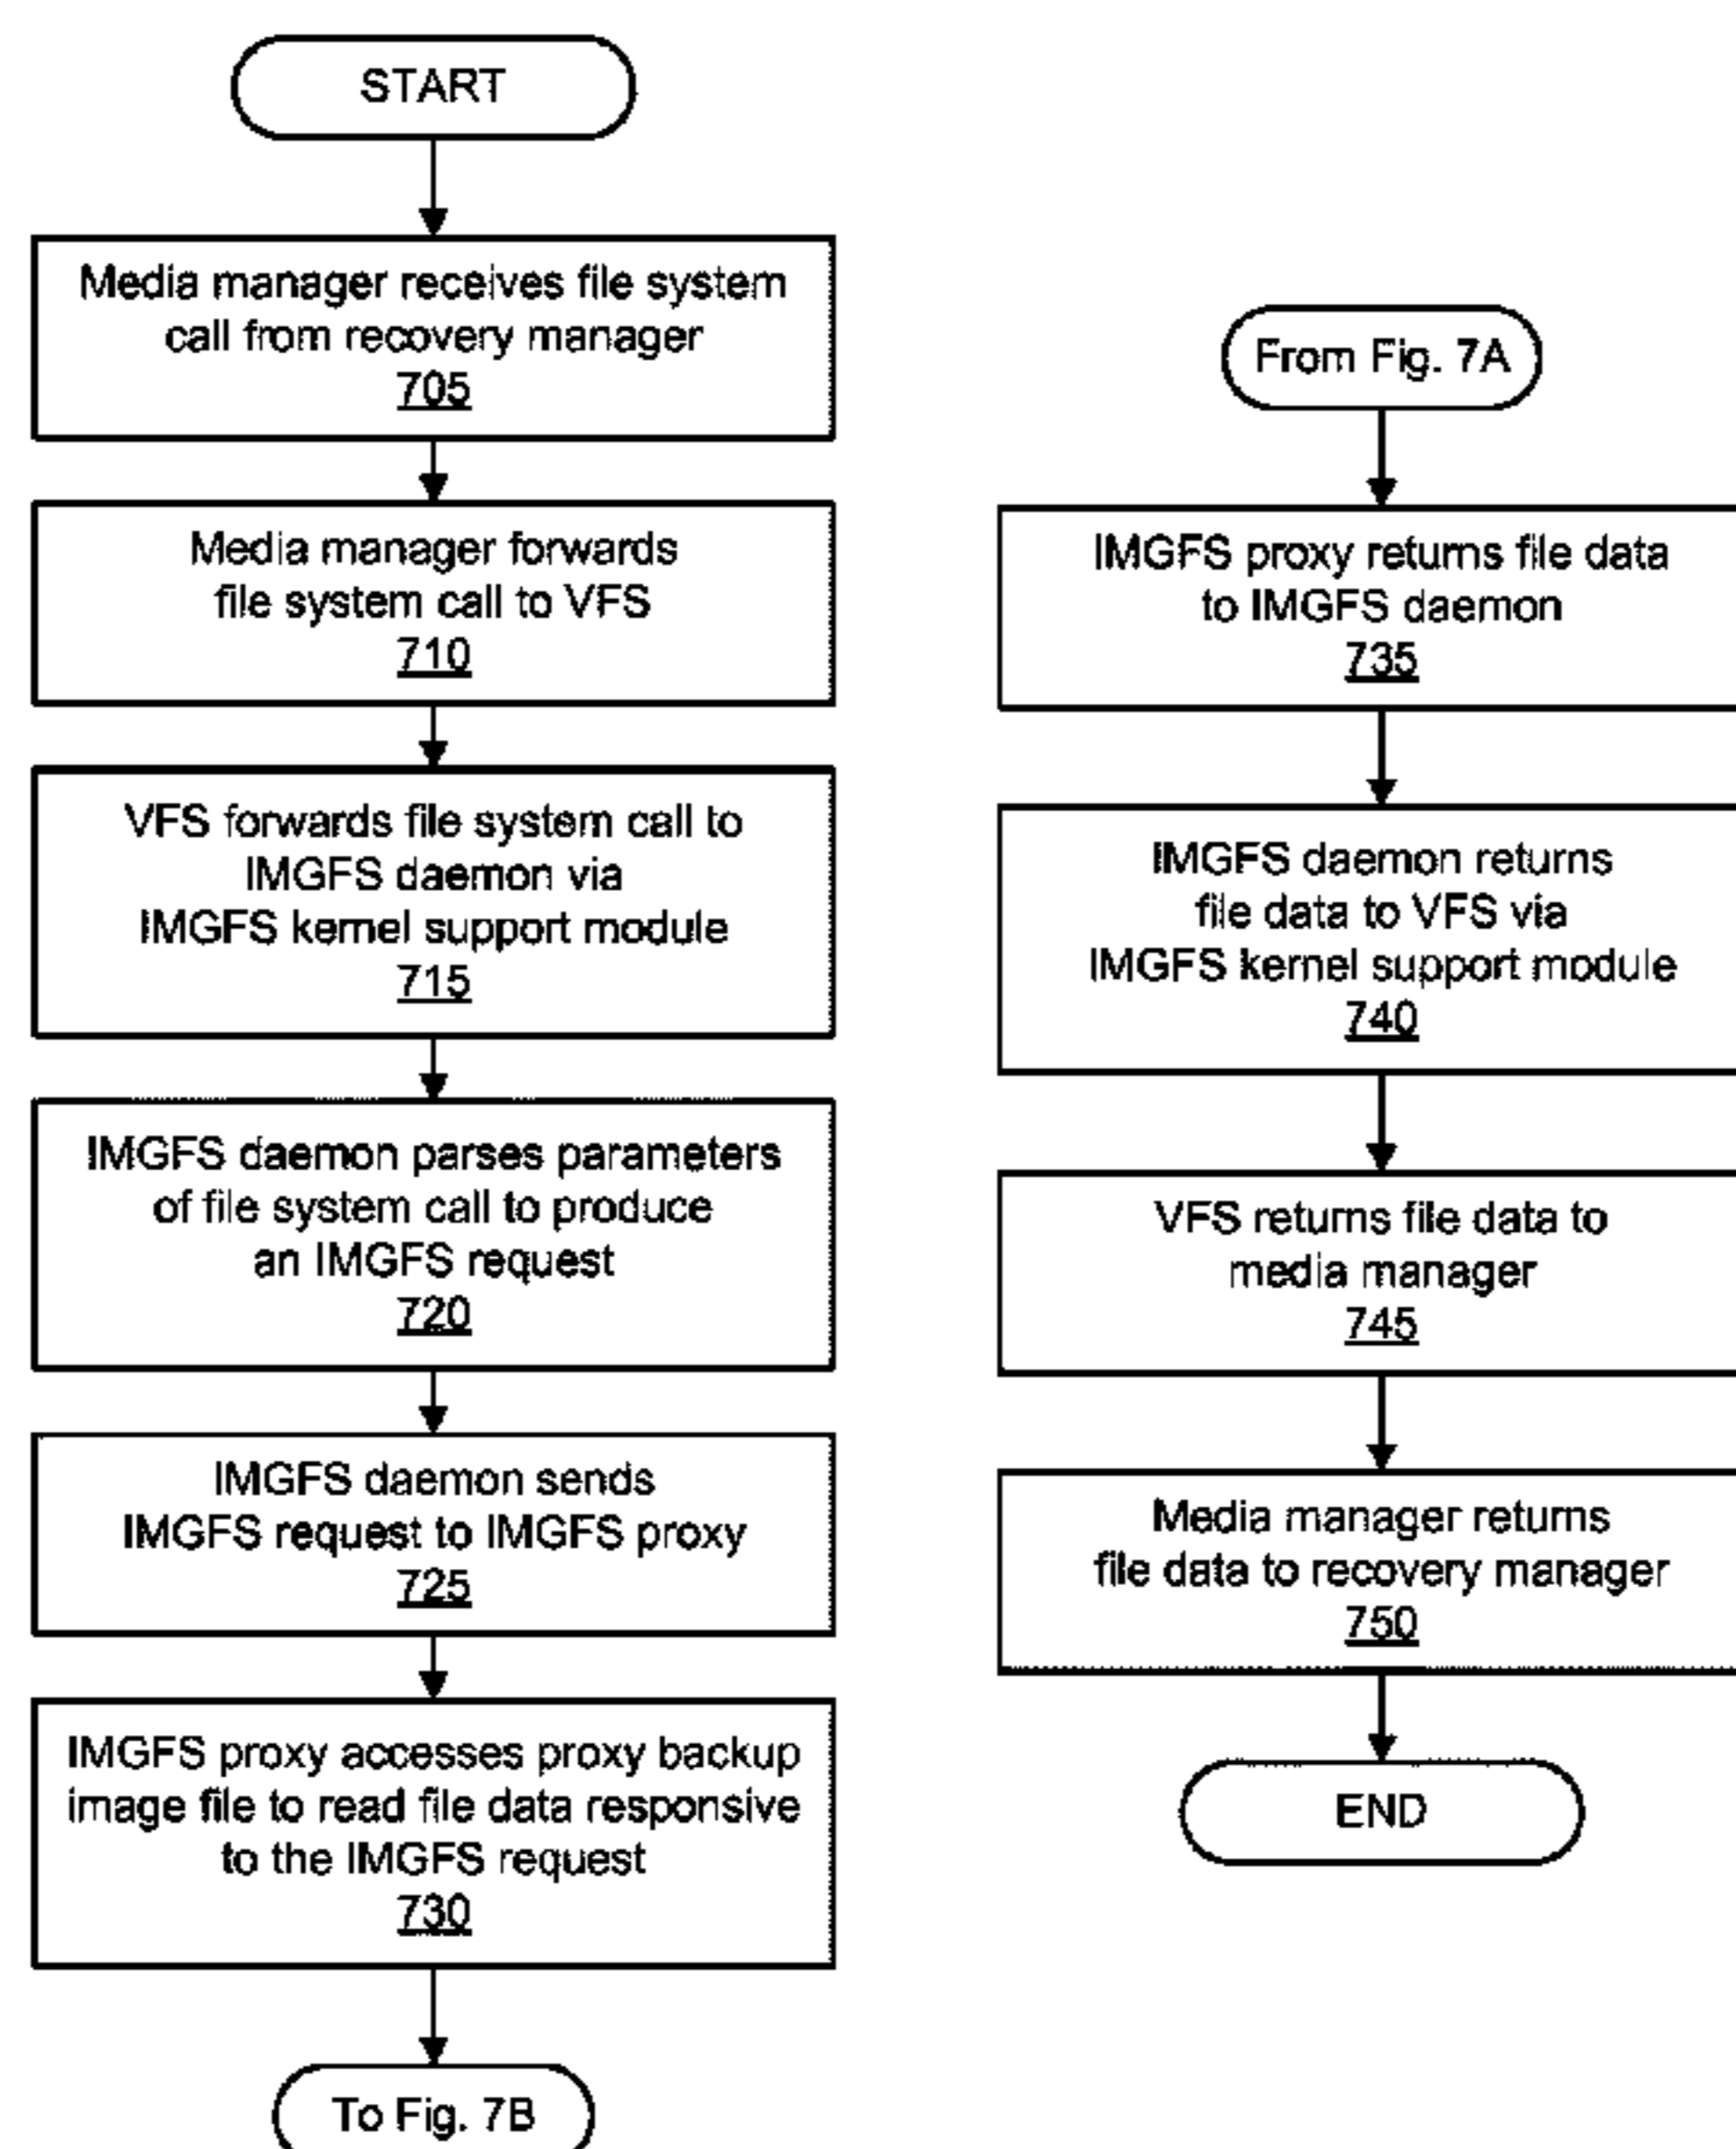 START
Media manager receives file system
call from recovery manager
705
Media manager forwards
file system call to VFS
710
VFS forwards file system call to
IMGFS daemon via
IMGFS kernel support module
715
IMGFS daemon parses parameters
of file system call to produce
an IMGFS request
720
IMGFS daemon sends
IMGFS request to IMGFS proxy
725
IMGFS proxy accesses proxy backup
image file to read file data responsive
to the IMGFS request
730
To Fig. 7B
From Fig. 7A
IMGFS proxy returns file data
to IMGFS daemon
735
IMGFS daemon returns
file data to VFS via
IMGFS kernel support module
740
VFS returns file data to
media manager
745
Media manager returns
file data to recovery manager
750
END